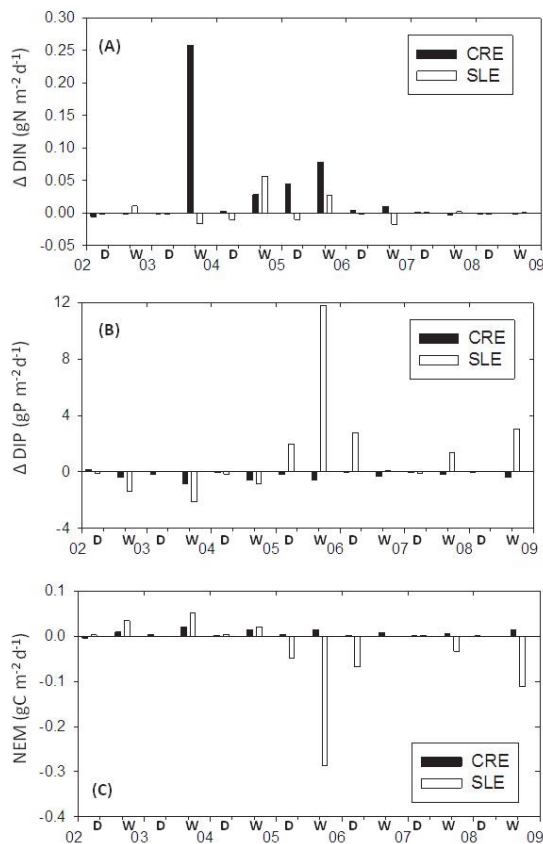 (A)
CRE
SLE
Δ DIN (gN m-2 d-1)
0.30
0.25
0.20
0.15
0.10
0.05
0.00
-0.05
D W D W D W D W D W D W D W
02 03 04 05 06 07 08 09
(B)
CRE
SLE
Δ DIP (gP m-2 d-1)
12
8
4
0
-4
D W D W D W D W D W D W D W
02 03 04 05 06 07 08 09
NEM (gC m-2 d-1)
0.1
0.0
-0.1
-0.2
-0.3
-0.4
CRE
SLE
(C)
D W D W D W D W D W D W D W
02 03 04 05 06 07 08 09